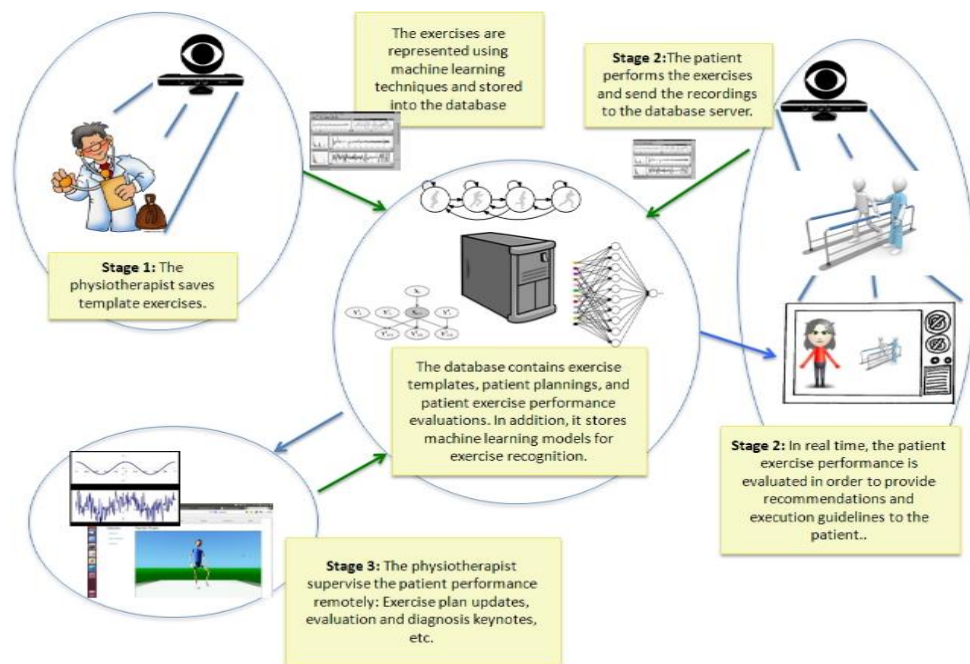 The exercises are
represented using
machine learning
techniques and stored
into the database
Stage 2:The patient
performs the exercises
and send the recordings
to the database server.
Stage 1: The
physiotherapist saves
template exercises.
The database contains exercise
templates, patient plannings, and
patient exercise performance
evaluations. In addition, it stores
machine learning models for
exercise recognition.
Stage 2: In real time, the patient
exercise performance is
evaluated in order to provide
recommendations and
execution guidelines to the
patient..
Stage 3: The physiotherapist
supervise the patient performance
remotely: Exercise plan updates,
evaluation and diagnosis keynotes,
etc.